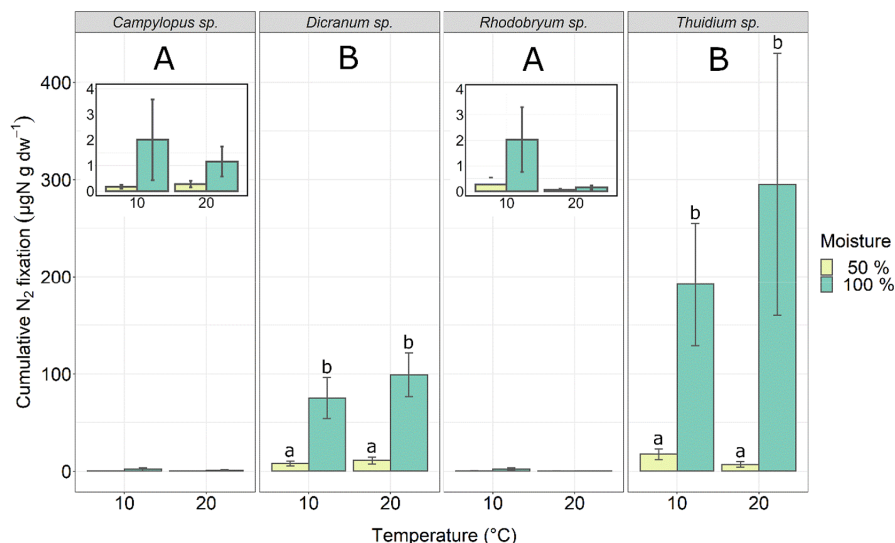 Campylopus sp. Dicranum sp. Rhodobryum sp. Thuidium sp.
A B A B
Cumulative N₂ fixation (µgN g dw⁻¹)
400
300
200
100
0
4
3
2
1
0
10 20
4
3
2
1
0
10 20
a b a b
a b a b
10 20 10 20 10 20 10 20
Temperature (°C)
Moisture
50 %
100 %